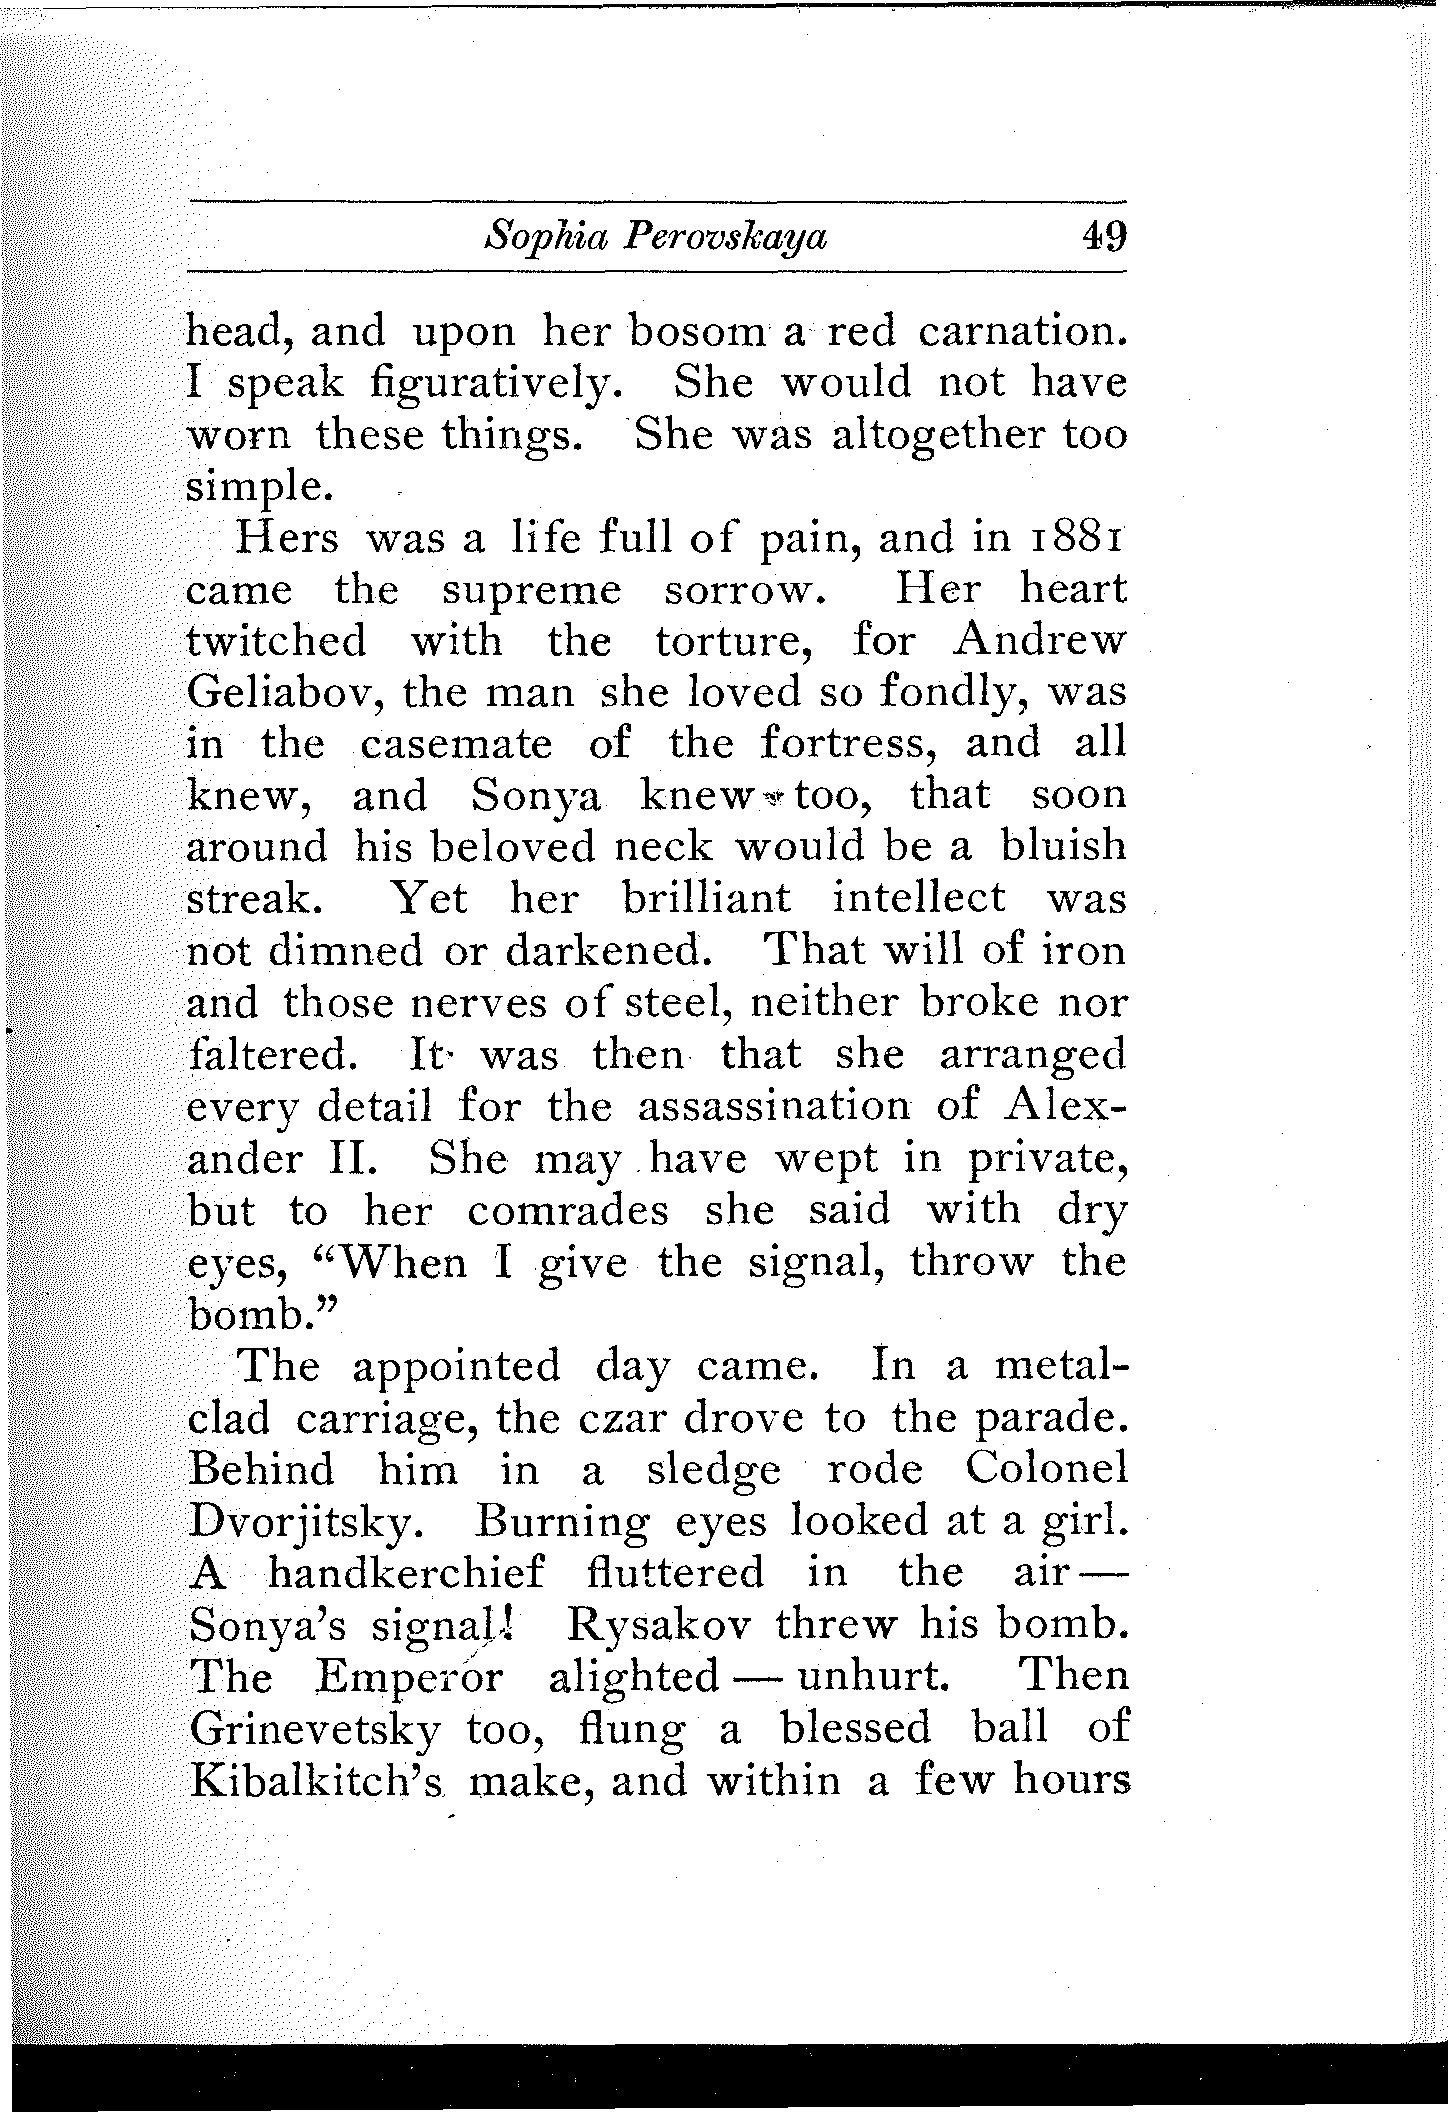 Sophia Perovskaya 49
head, and upon her bosom a red carnation.
I speak figuratively. She would not have
worn these things. She was altogether too
simple.
Hers was a life full of pain, and in 1881
came the supreme sorrow. Her heart
twitched with the torture, for Andrew
Geliabov, the man she loved so fondly, was
in the casemate of the fortress, and all
knew, and Sonya knew too, that soon
around his beloved neck would be a bluish
streak. Yet her brilliant intellect was
not dimned or darkened. That will of iron
and those nerves of steel, neither broke nor
faltered. It was then that she arranged
every detail for the assassination of Alex-
ander II. She may have wept in private,
but to her comrades she said with dry
eyes, “When I give the signal, throw the
bomb.”
The appointed day came. In a metal-
clad carriage, the czar drove to the parade.
Behind him in a sledge rode Colonel
Dvorjitsky. Burning eyes looked at a girl.
A handkerchief fluttered in the air—
Sonya’s signal! Rysakov threw his bomb.
The Emperor alighted — unhurt. Then
Grinevetsky too, flung a blessed ball of
Kibalkitch’s make, and within a few hours